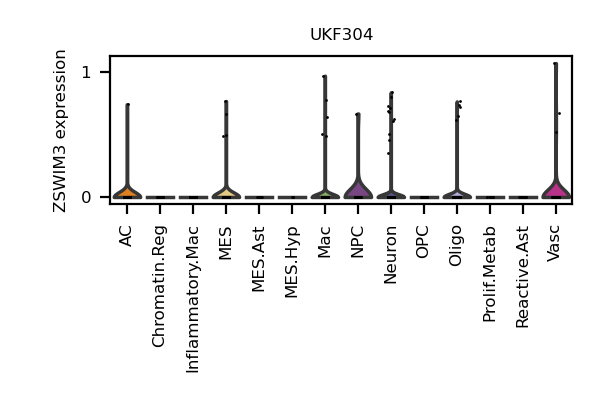 UKF304
ZSWIM3 expression
1
0
AC
Chromatin.Reg
Inflammatory.Mac
MES
MES.Ast
MES.Hyp
Mac
NPC
Neuron
OPC
Oligo
Prolif.Metab
Reactive.Ast
Vasc